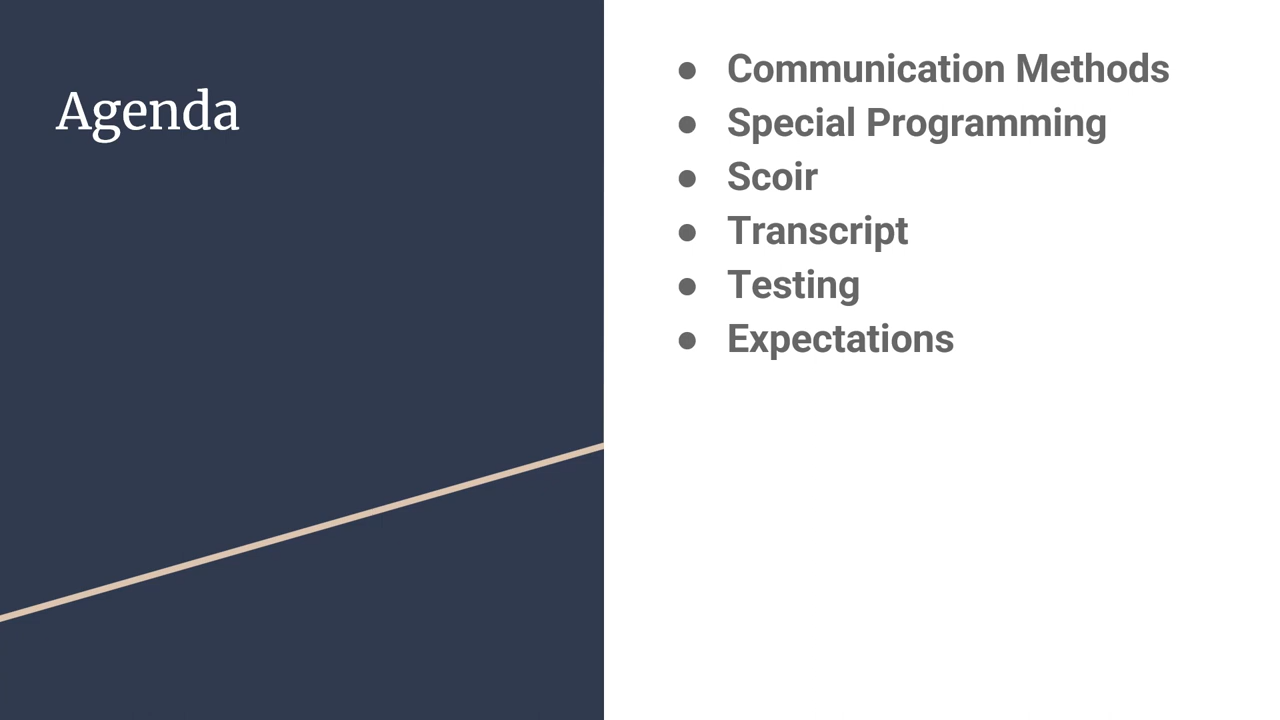 Agenda
● Communication Methods
● Special Programming
● Scoir
● Transcript
● Testing
● Expectations